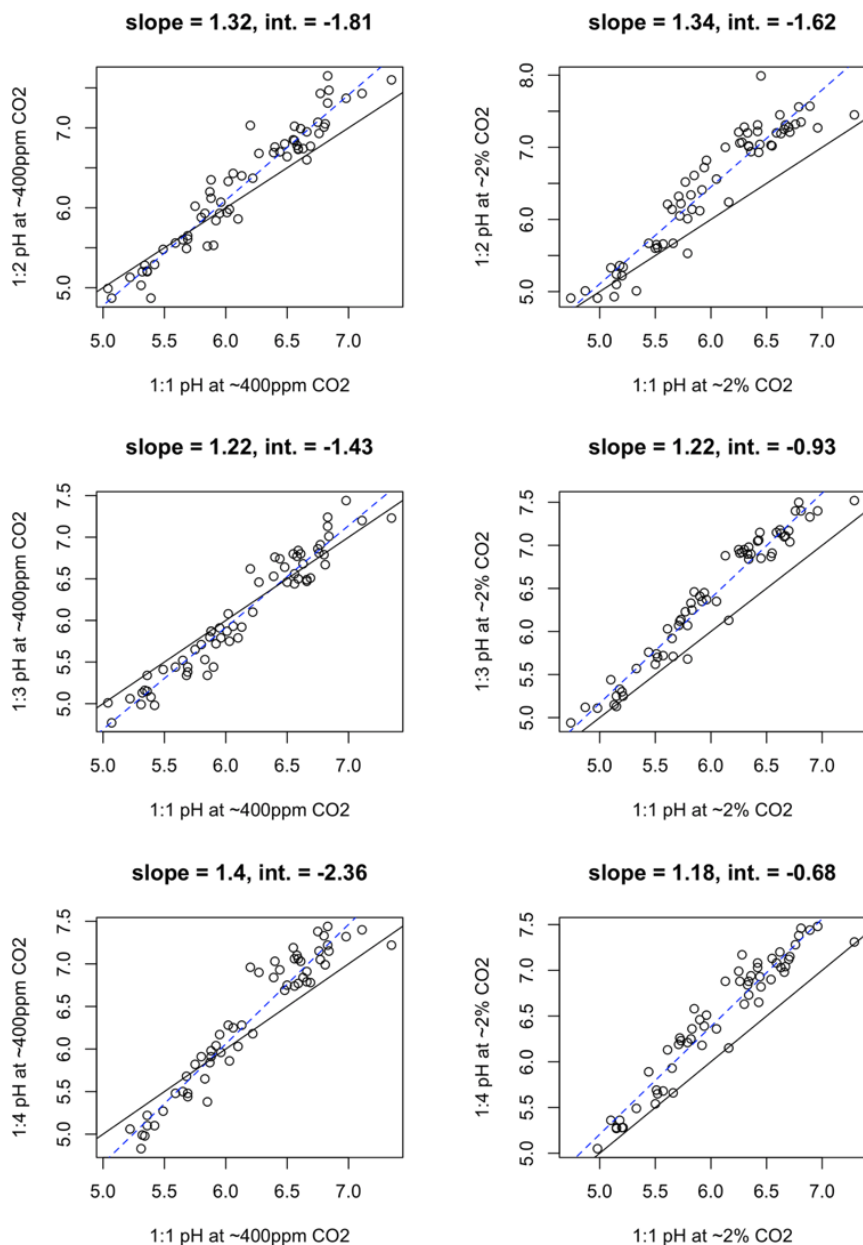 slope = 1.32, int. = -1.81
1:2 pH at ~400ppm CO2
7.0
6.0
5.0
5.0 5.5 6.0 6.5 7.0
1:1 pH at ~400ppm CO2
slope = 1.34, int. = -1.62
1:2 pH at ~2% CO2
8.0
7.0
6.0
5.0
5.0 5.5 6.0 6.5 7.0
1:1 pH at ~2% CO2
slope = 1.22, int. = -1.43
1:3 pH at ~400ppm CO2
7.5
7.0
6.5
6.0
5.5
5.0
5.0 5.5 6.0 6.5 7.0
1:1 pH at ~400ppm CO2
slope = 1.22, int. = -0.93
1:3 pH at ~2% CO2
7.5
7.0
6.5
6.0
5.5
5.0
5.0 5.5 6.0 6.5 7.0
1:1 pH at ~2% CO2
slope = 1.4, int. = -2.36
1:4 pH at ~400ppm CO2
7.5
7.0
6.5
6.0
5.5
5.0
5.0 5.5 6.0 6.5 7.0
1:1 pH at ~400ppm CO2
slope = 1.18, int. = -0.68
1:4 pH at ~2% CO2
7.5
7.0
6.5
6.0
5.5
5.0
5.0 5.5 6.0 6.5 7.0
1:1 pH at ~2% CO2